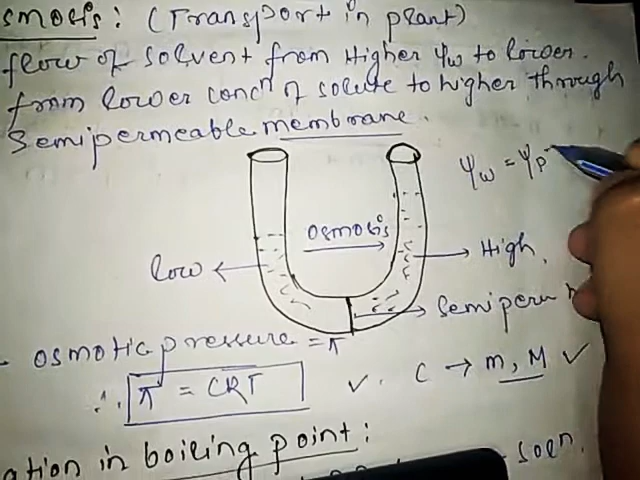 smosis: (Transport in plant)
flow of solvent from Higher Ψw to lower.
from lower concn of solute to higher through
Semipermeable membrane.
Ψw = Ψp
osmosis
low
High.
Semiperm
osmotic pressure = π
∴ π = CRT ✓. C → m, M ✓
ation in boiling point:
soln.